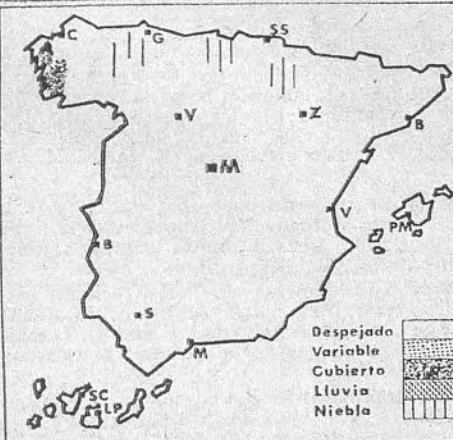 C
G
SS
V
Z
B
M
V
PM
B
S
M
SC
LP
Despejado
Variable
Cubierto
Lluvia
Niebla